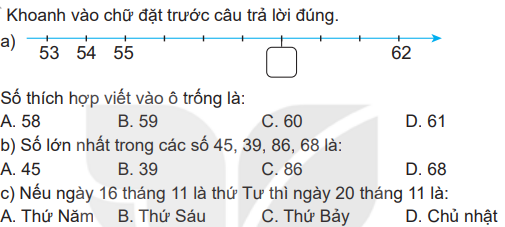 Khoanh vào chữ đặt trước câu trả lời đúng.
a)
53 54 55 62
Số thích hợp viết vào ô trống là:
A. 58 B. 59 C. 60 D. 61
b) Số lớn nhất trong các số 45, 39, 86, 68 là:
A. 45 B. 39 C. 86 D. 68
c) Nếu ngày 16 tháng 11 là thứ Tư thì ngày 20 tháng 11 là:
A. Thứ Năm B. Thứ Sáu C. Thứ Bảy D. Chủ nhật